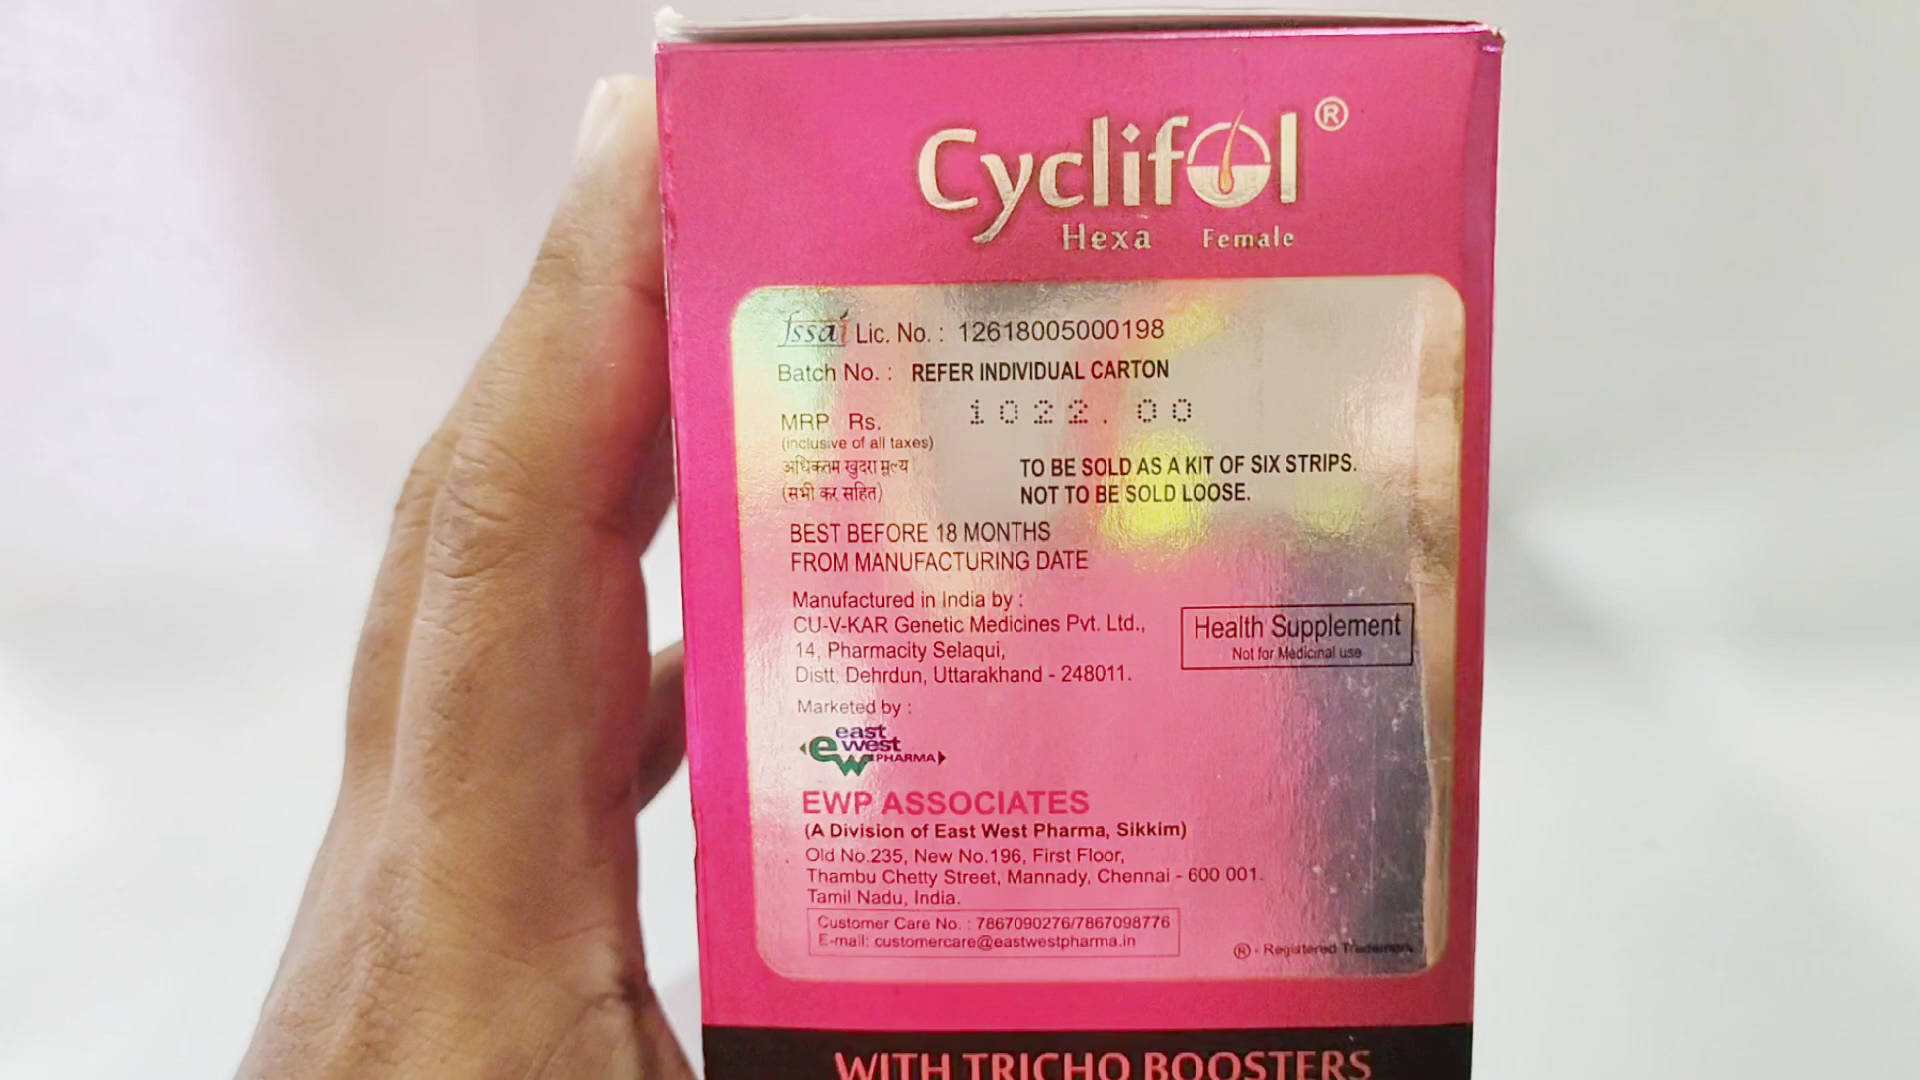 Cyclifol®
Hexa Female
fssai Lic. No. : 12618005000198
Batch No. : REFER INDIVIDUAL CARTON
MRP Rs. 1022.00
(inclusive of all taxes)
अधिकतम खुदरा मूल्य
(सभी कर सहित)
TO BE SOLD AS A KIT OF SIX STRIPS.
NOT TO BE SOLD LOOSE.
BEST BEFORE 18 MONTHS
FROM MANUFACTURING DATE
Manufactured in India by :
CU-V-KAR Genetic Medicines Pvt. Ltd.,
14, Pharmacity Selaqui,
Distt. Dehrdun, Uttarakhand - 248011.
Health Supplement
Not for Medicinal use
Marketed by :
east
ew west
PHARMA
EWP ASSOCIATES
(A Division of East West Pharma, Sikkim)
Old No.235, New No.196, First Floor,
Thambu Chetty Street, Mannady, Chennai - 600 001.
Tamil Nadu, India.
Customer Care No. : 7867090276/7867098776
E-mail: customercare@eastwestpharma.in
® - Registered Trademark
WITH TRICHO BOOSTERS